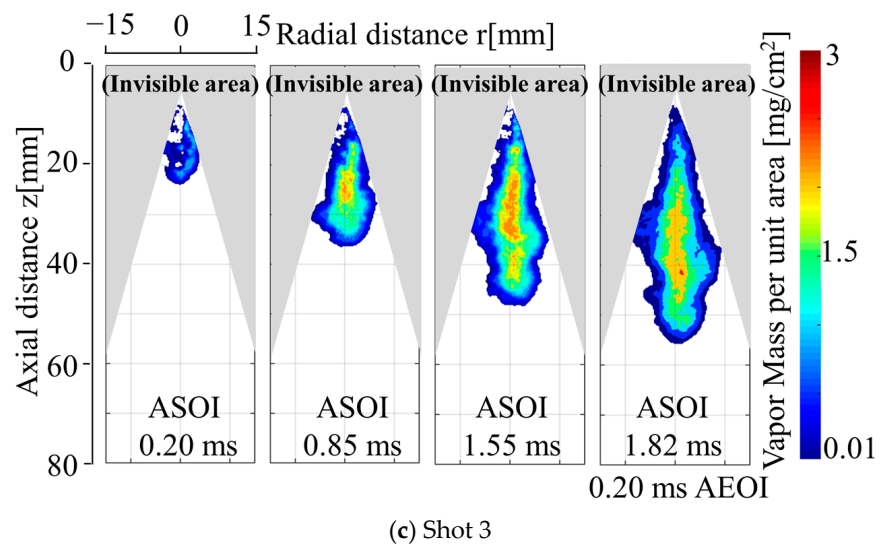 −15 0 15
Radial distance r[mm]
0
20
40
60
80
Axial distance z[mm]
(Invisible area) (Invisible area) (Invisible area) (Invisible area)
ASOI
0.20 ms
ASOI
0.85 ms
ASOI
1.55 ms
ASOI
1.82 ms
0.20 ms AEOI
Vapor Mass per unit area [mg/cm²]
3
1.5
0.01
(c) Shot 3